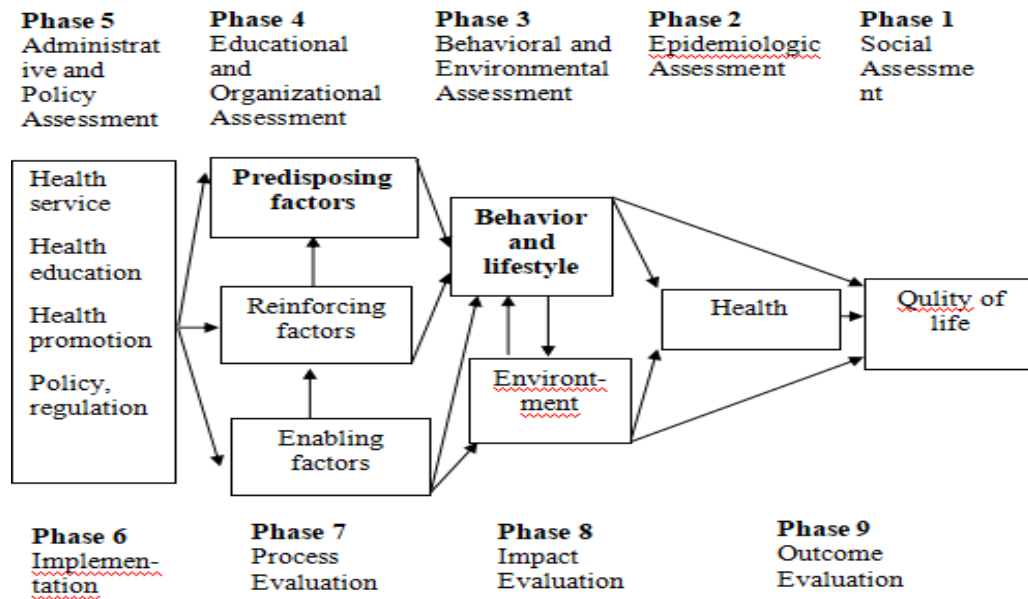 Phase 5
Administrat
ive and
Policy
Assessment
Phase 4
Educational
and
Organizational
Assessment
Phase 3
Behavioral and
Environmental
Assessment
Phase 2
Epidemiologic
Assessment
Phase 1
Social
Assessme
nt
Health
service
Health
education
Health
promotion
Policy,
regulation
Predisposing
factors
Reinforcing
factors
Enabling
factors
Behavior
and
lifestyle
Environt-
ment
Health
Qulity of
life
Phase 6
Implemen-
tation
Phase 7
Process
Evaluation
Phase 8
Impact
Evaluation
Phase 9
Outcome
Evaluation